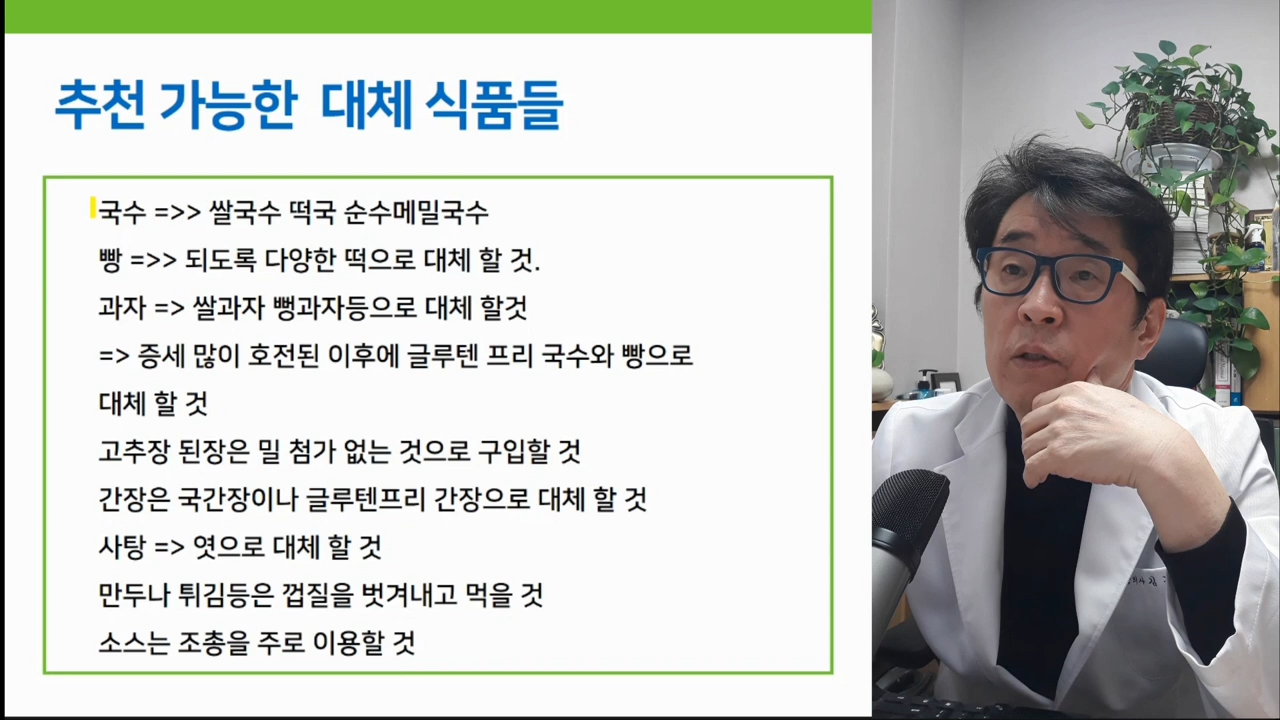 추천 가능한 대체 식품들
국수 =>> 쌀국수 떡국 순수메밀국수
빵 =>> 되도록 다양한 떡으로 대체 할 것.
과자 => 쌀과자 뻥과자등으로 대체 할것
=> 증세 많이 호전된 이후에 글루텐 프리 국수와 빵으로
대체 할 것
고추장 된장은 밀 첨가 없는 것으로 구입할 것
간장은 국간장이나 글루텐프리 간장으로 대체 할 것
사탕 => 엿으로 대체 할 것
만두나 튀김등은 껍질을 벗겨내고 먹을 것
소스는 조총을 주로 이용할 것